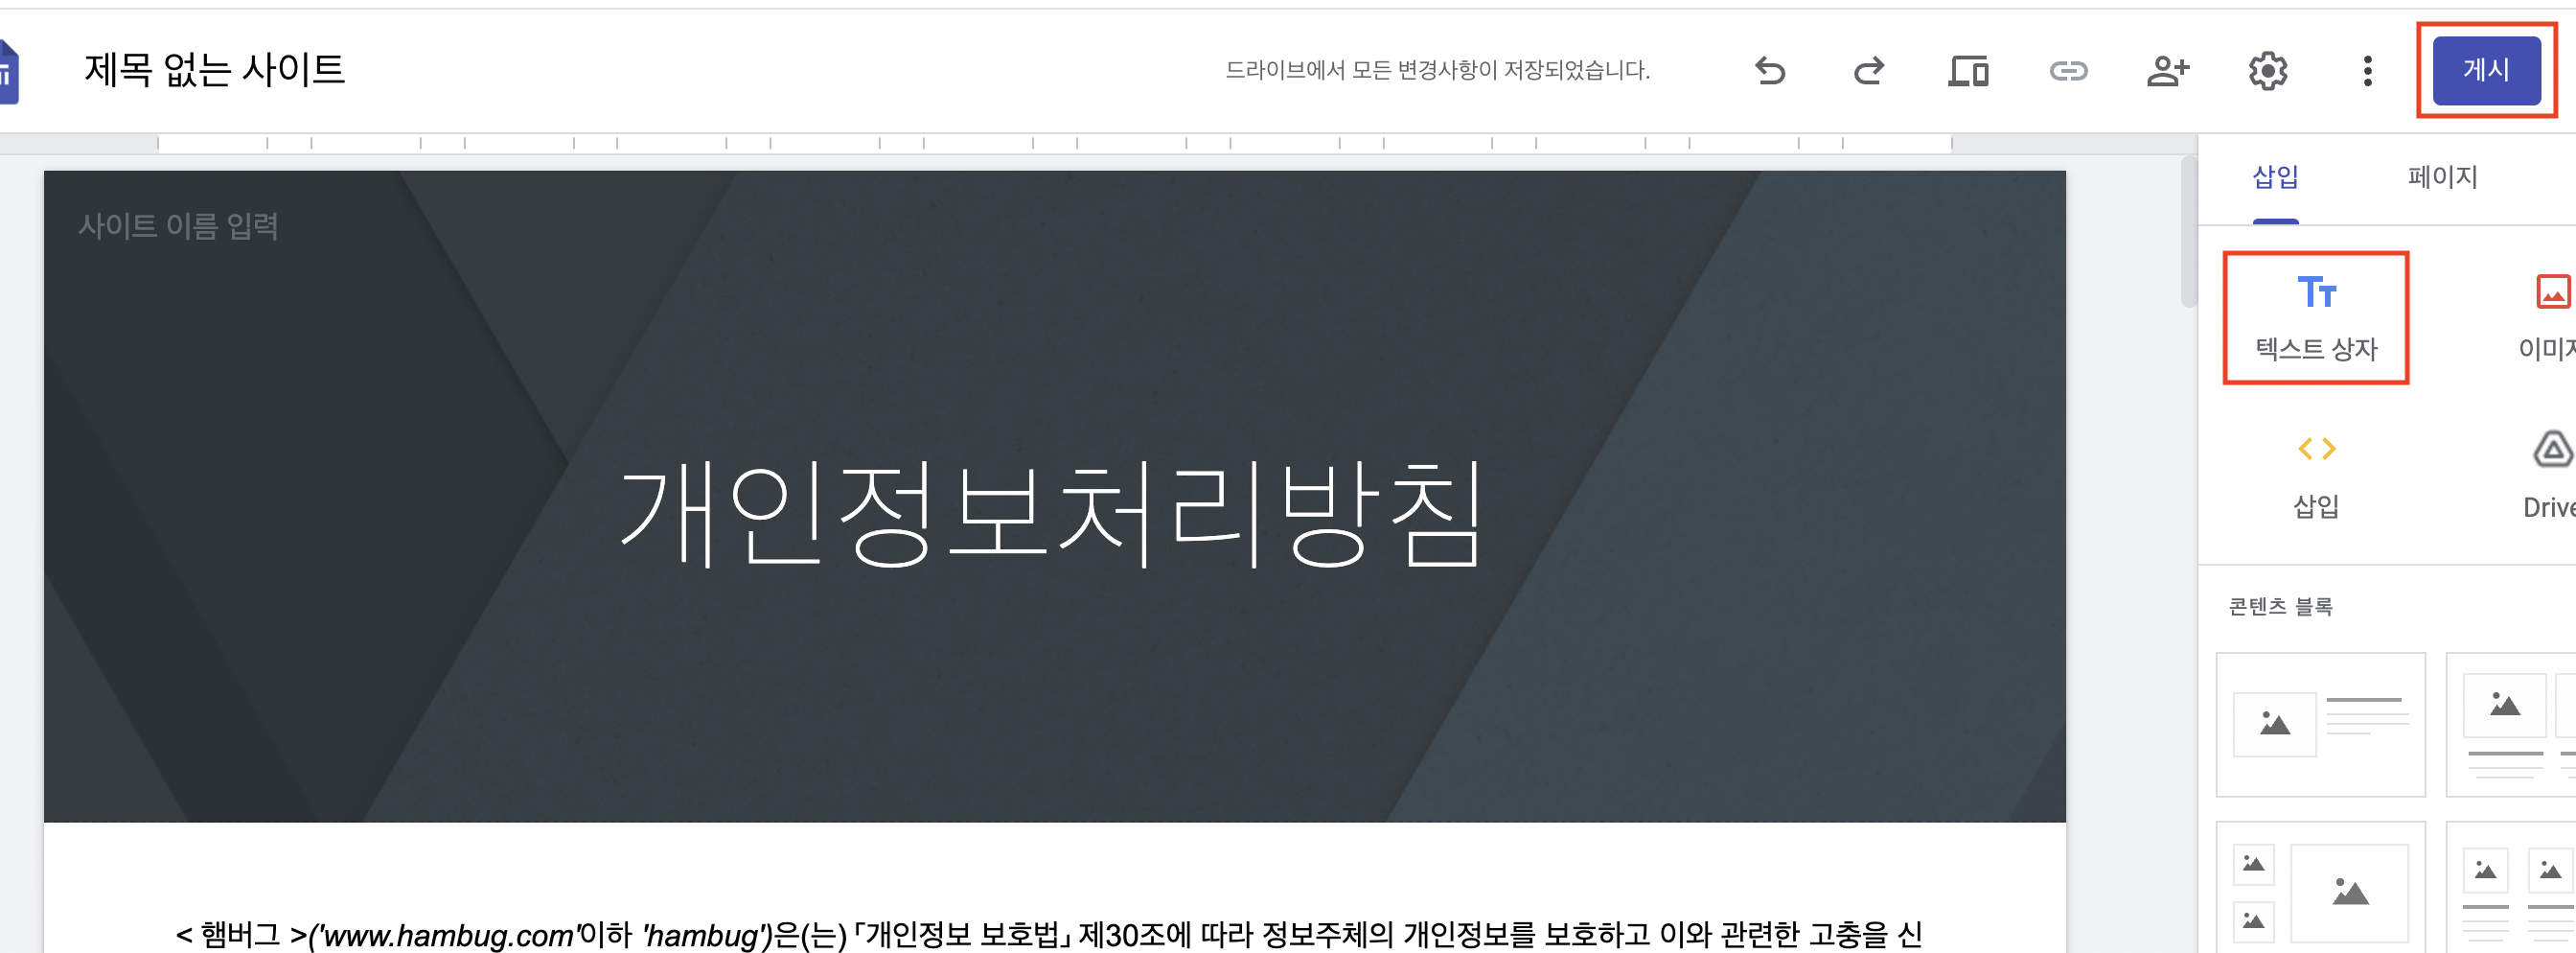 제목 없는 사이트
드라이브에서 모든 변경사항이 저장되었습니다.
게시
삽입
페이지
사이트 이름 입력
텍스트 상자
이미지
개인정보처리방침
삽입
Drive
콘텐츠 블록
< 햄버그 >('www.hambug.com'이하 'hambug')은(는) 「개인정보 보호법」 제30조에 따라 정보주체의 개인정보를 보호하고 이와 관련한 고충을 신